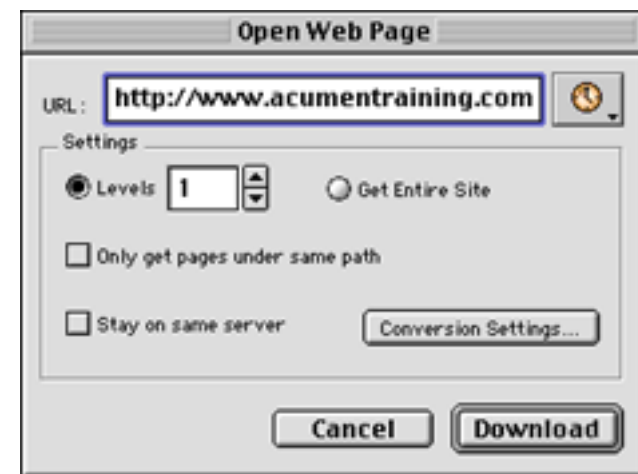 Open Web Page
URL: http://www.acumentraining.com
Settings
Levels 1 Get Entire Site
Only get pages under same path
Stay on same server Conversion Settings...
Cancel Download